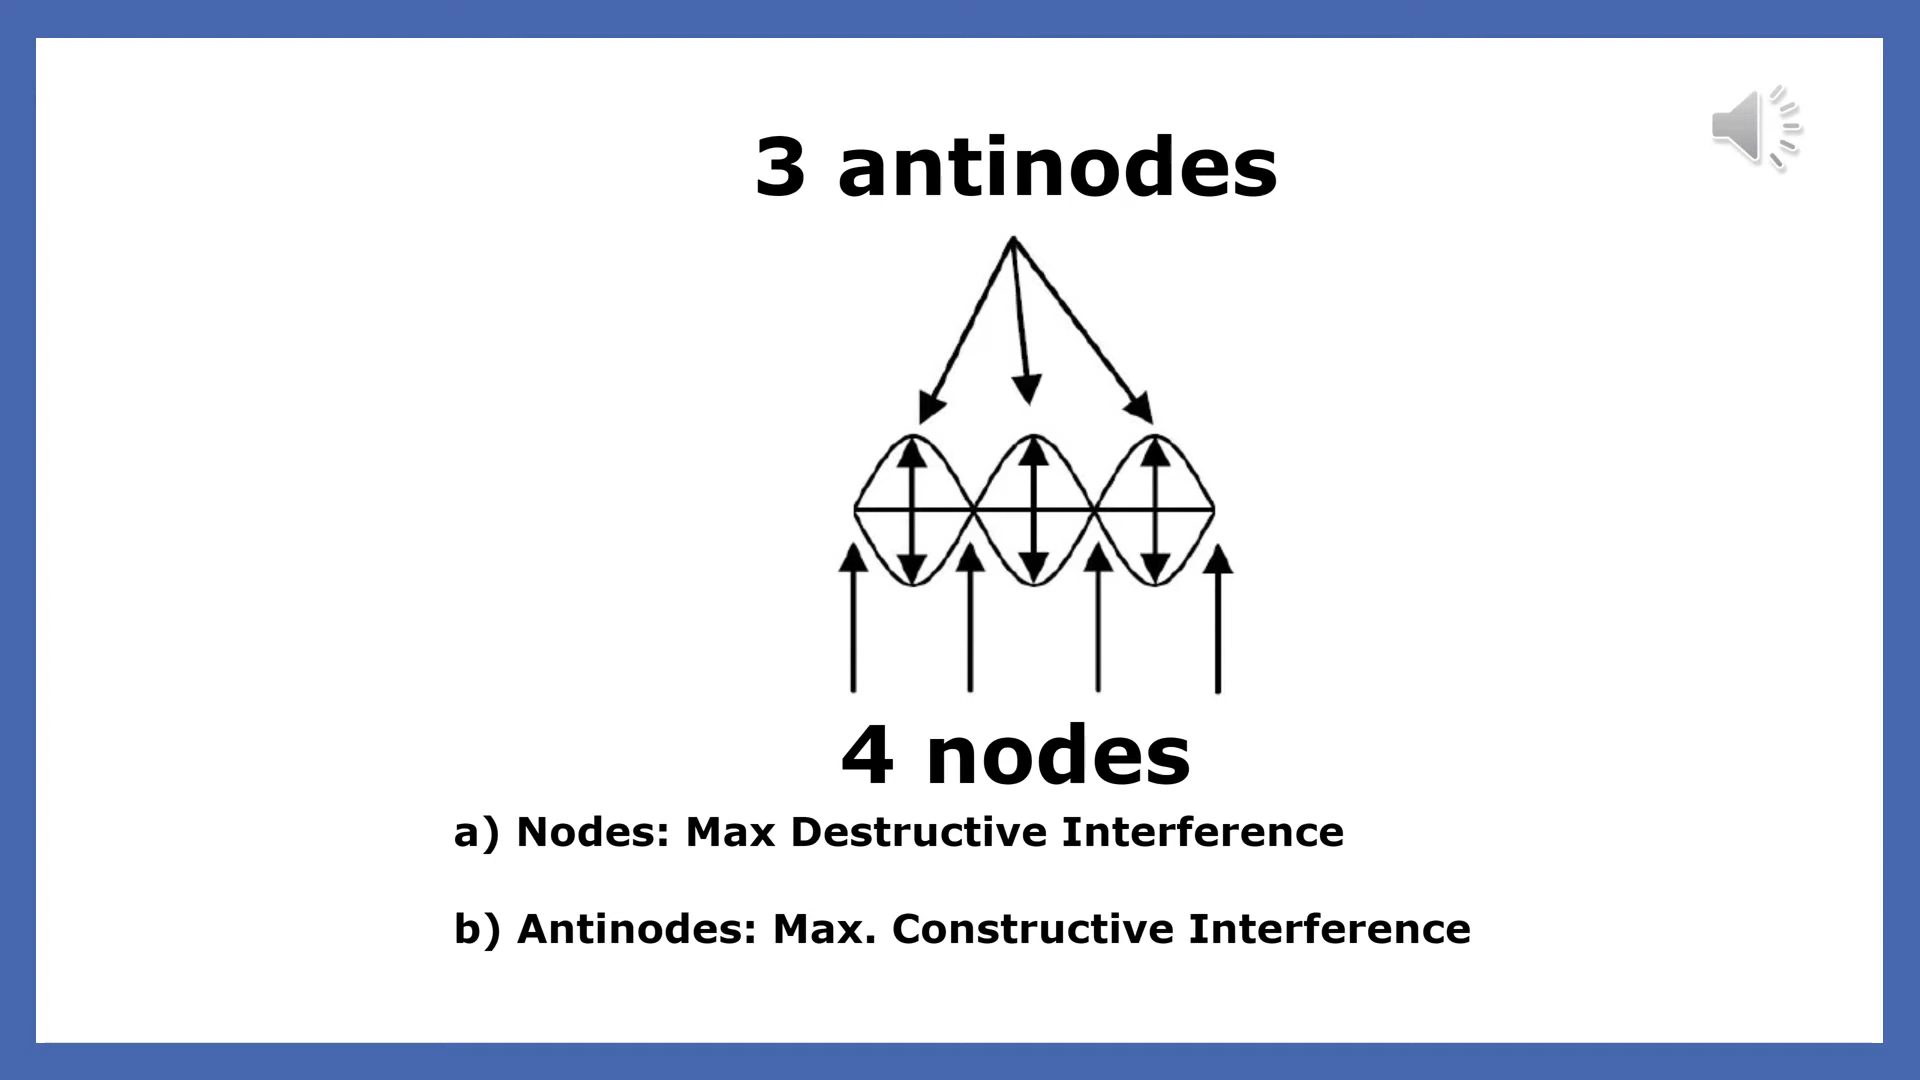 3 antinodes
4 nodes
a) Nodes: Max Destructive Interference
b) Antinodes: Max. Constructive Interference